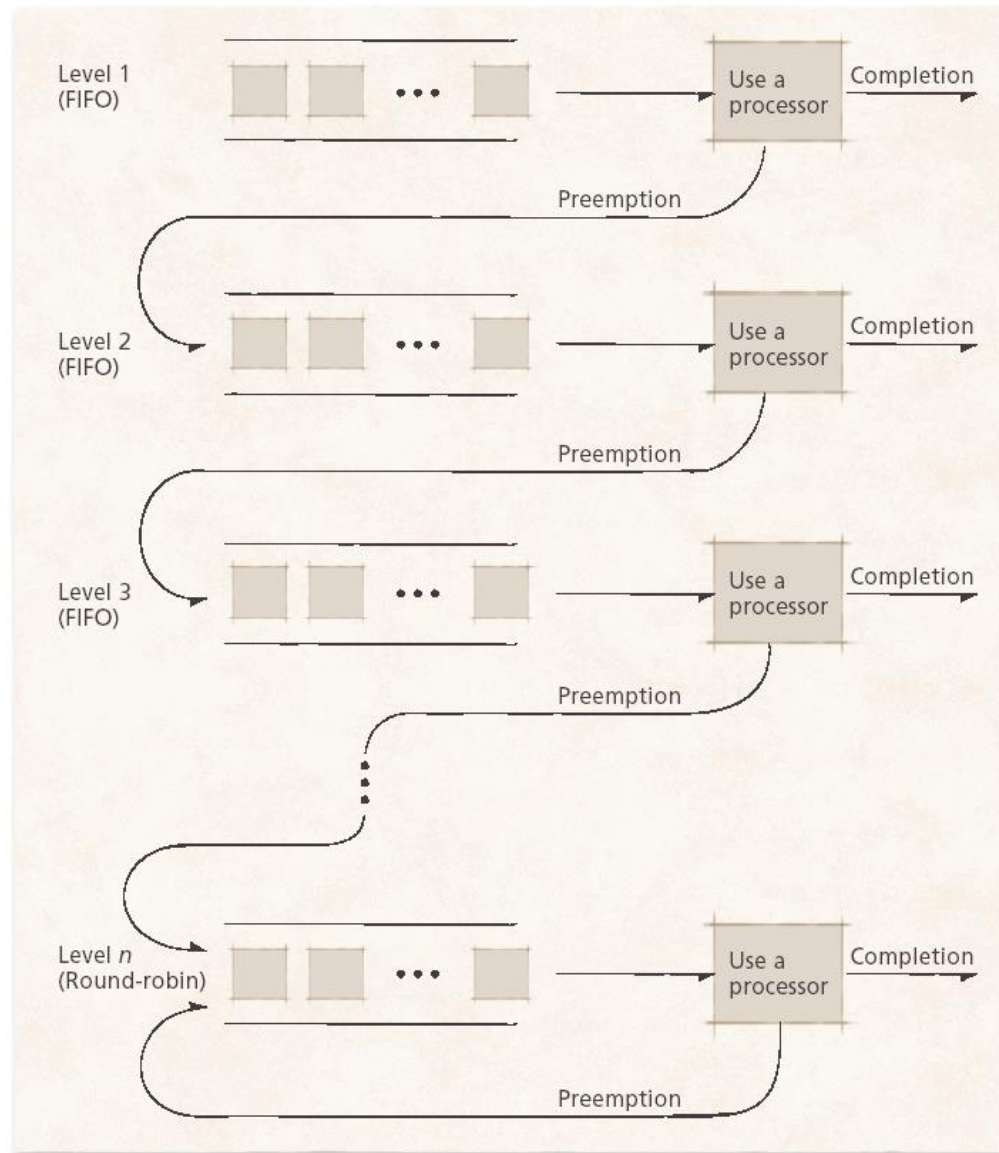 Level 1
(FIFO)
Use a
processor
Completion
Preemption
Level 2
(FIFO)
Use a
processor
Completion
Preemption
Level 3
(FIFO)
Use a
processor
Completion
Preemption
Level n
(Round-robin)
Use a
processor
Completion
Preemption